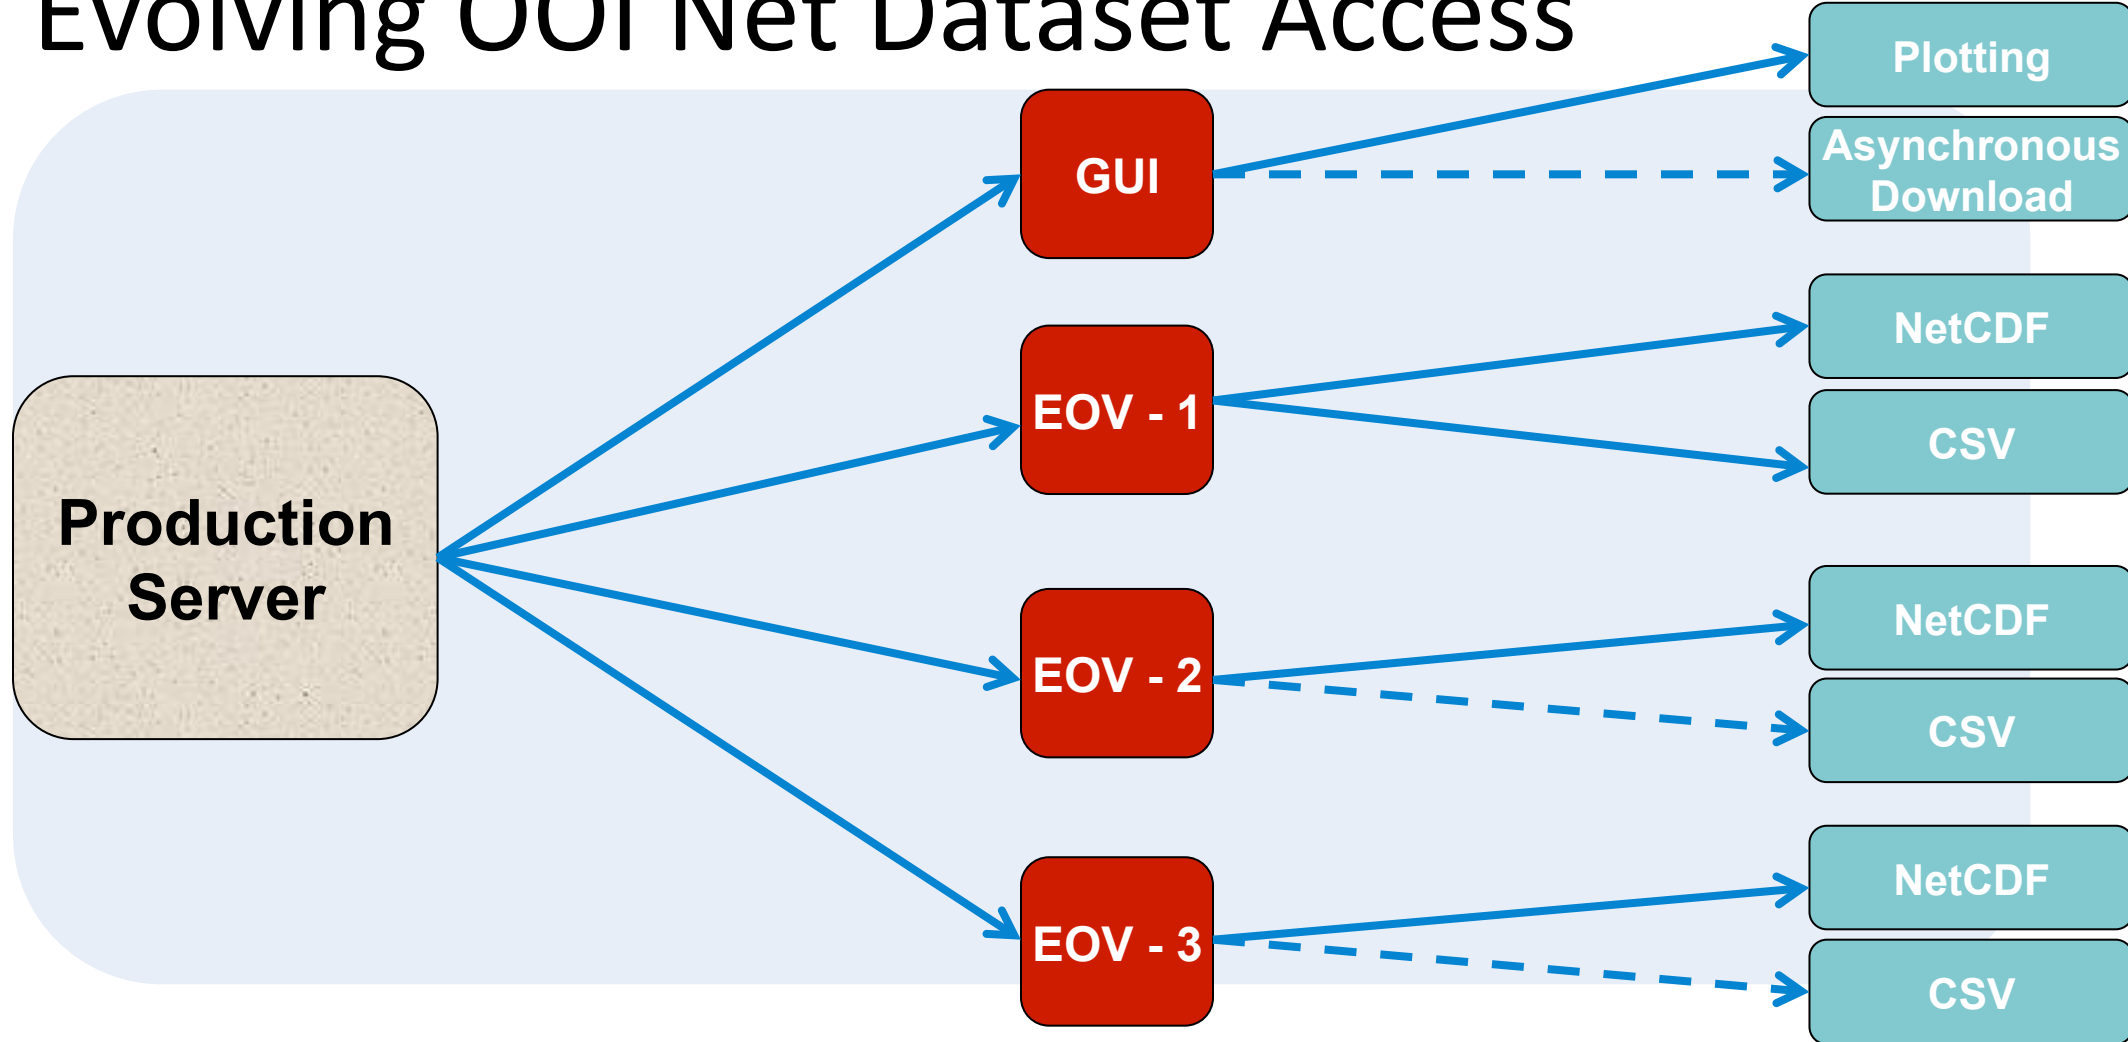 Evolving OOI Net Dataset Access
Plotting
Asynchronous
Download
GUI
NetCDF
EOV - 1
CSV
Production
Server
NetCDF
EOV - 2
CSV
NetCDF
EOV - 3
CSV